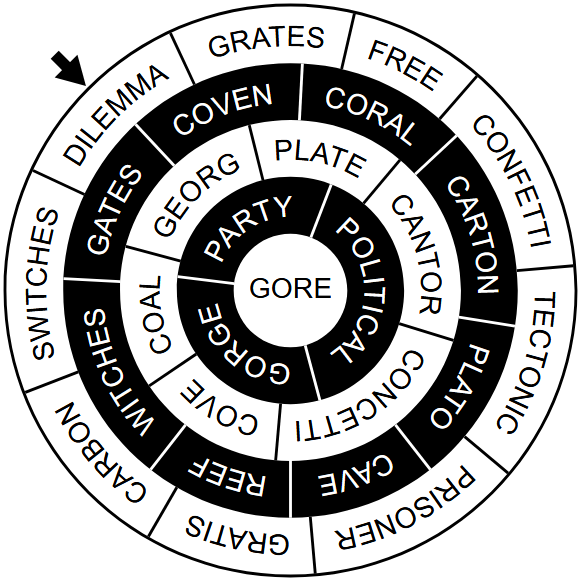 DILEMMA
GRATES
FREE
CONFETTI
TECTONIC
PRISONER
GRATIS
CARBON
SWITCHES
GATES
COVEN
CORAL
CARTON
PLATO
CAVE
REEF
WITCHES
GEORG
PLATE
CANTOR
CONCETTI
COVE
COAL
PARTY
POLITICAL
GORGE
GORE